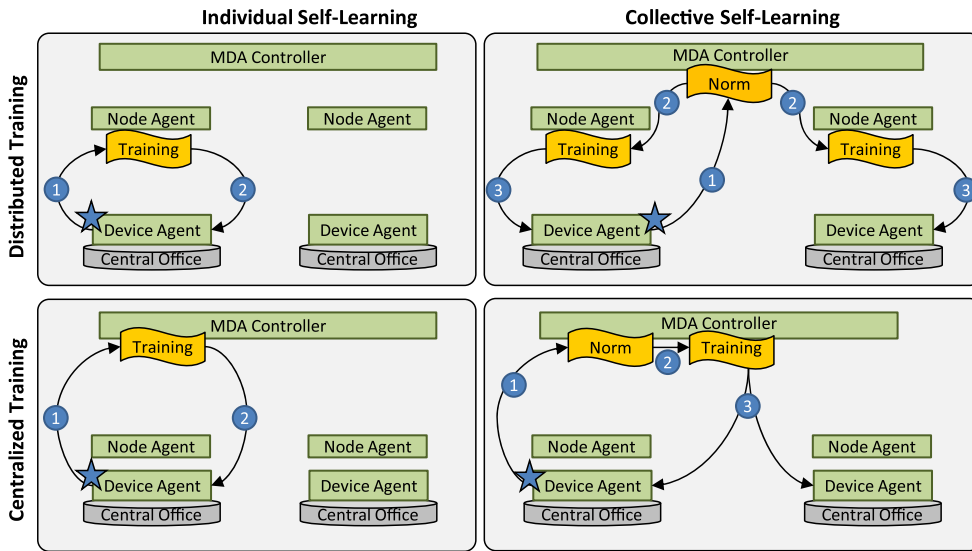 Individual Self-Learning
Collective Self-Learning
Distributed Training
MDA Controller
Node Agent
Node Agent
Training
1
2
Device Agent
Device Agent
Central Office
Central Office
MDA Controller
Norm
2
2
Node Agent
Node Agent
Training
Training
3
1
3
Device Agent
Device Agent
Central Office
Central Office
Centralized Training
MDA Controller
Training
1
2
Node Agent
Node Agent
Device Agent
Device Agent
Central Office
Central Office
MDA Controller
Norm
Training
2
1
3
Node Agent
Node Agent
Device Agent
Device Agent
Central Office
Central Office